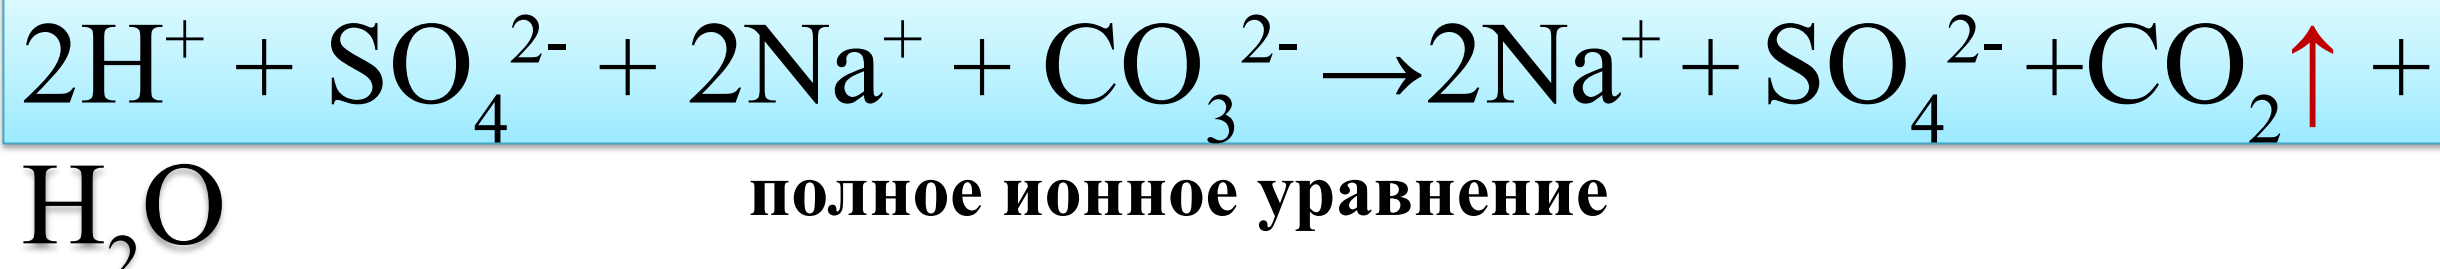 2H⁺ + SO₄²⁻ + 2Na⁺ + CO₃²⁻ →2Na⁺ + SO₄²⁻ +CO₂↑ +
H₂O
полное ионное уравнение